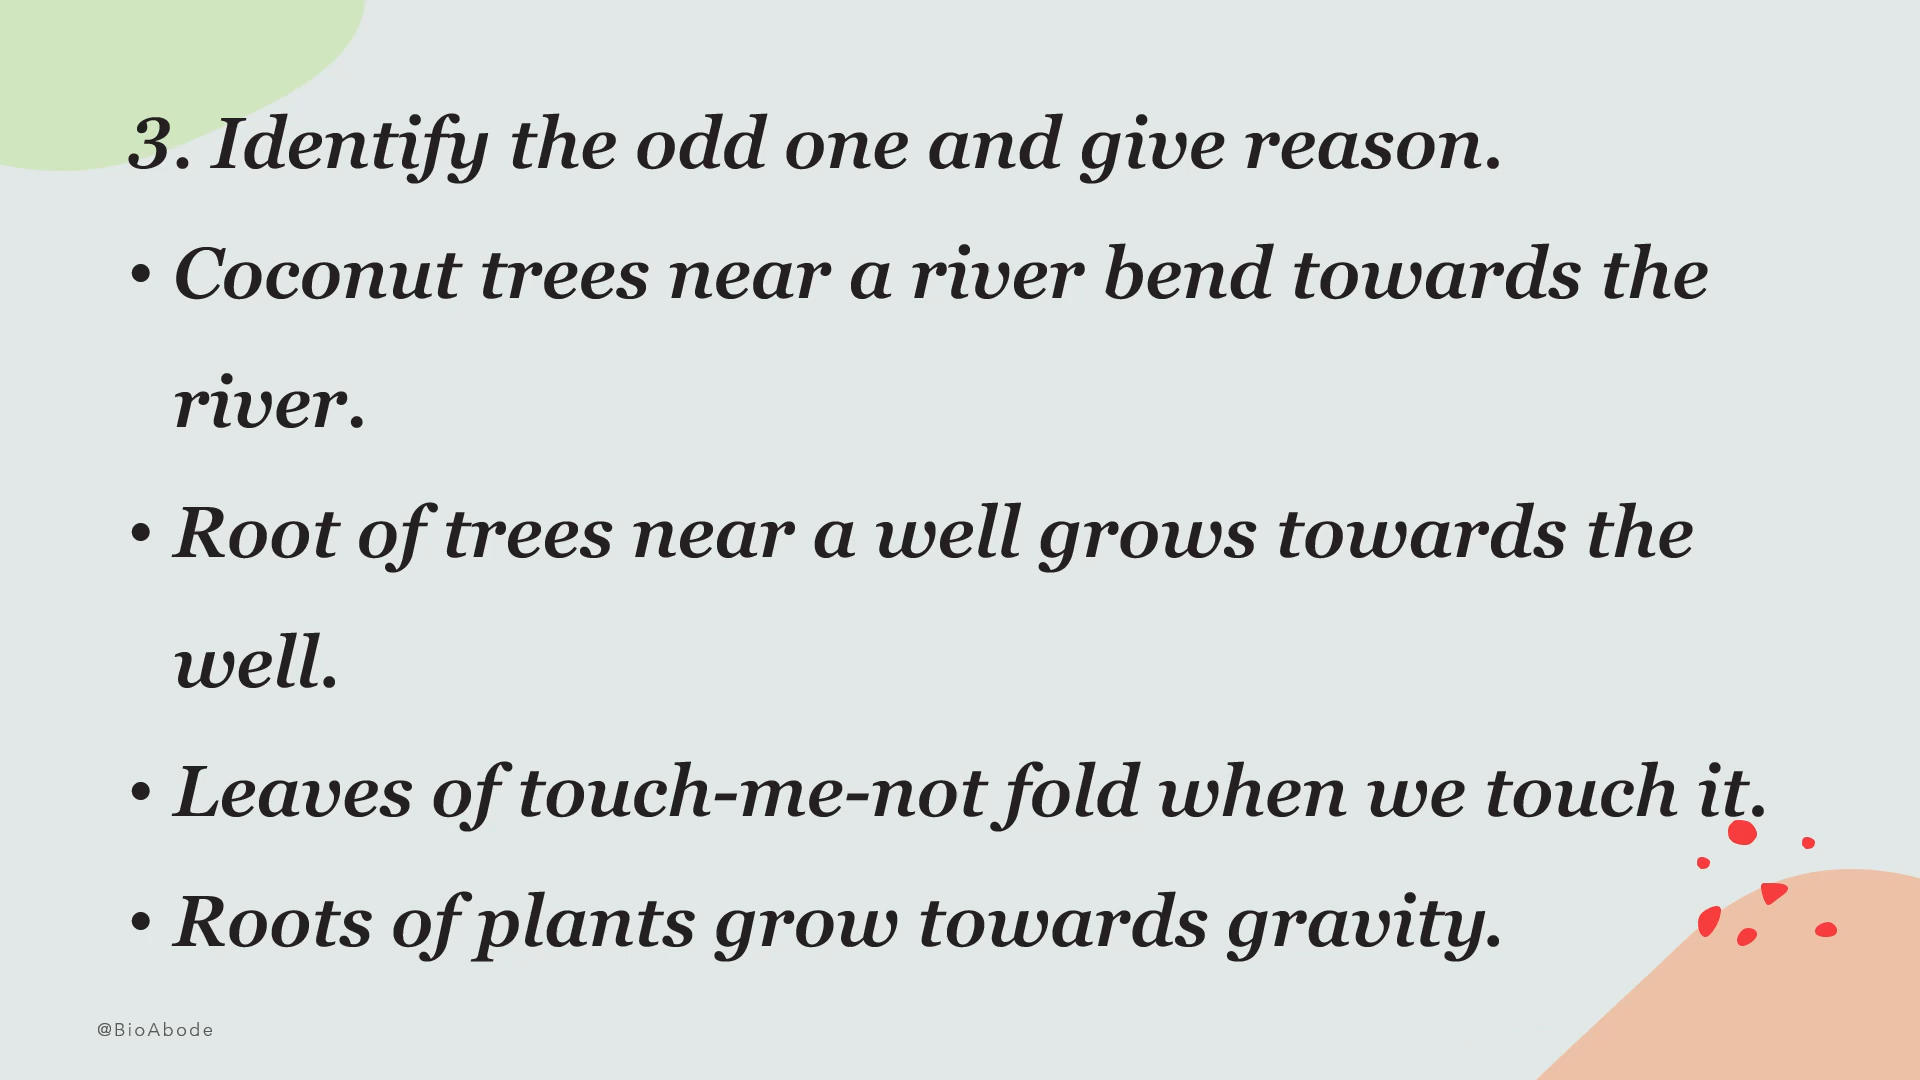 3. Identify the odd one and give reason.
• Coconut trees near a river bend towards the
river.
• Root of trees near a well grows towards the
well.
• Leaves of touch-me-not fold when we touch it.
• Roots of plants grow towards gravity.
@BioAbode